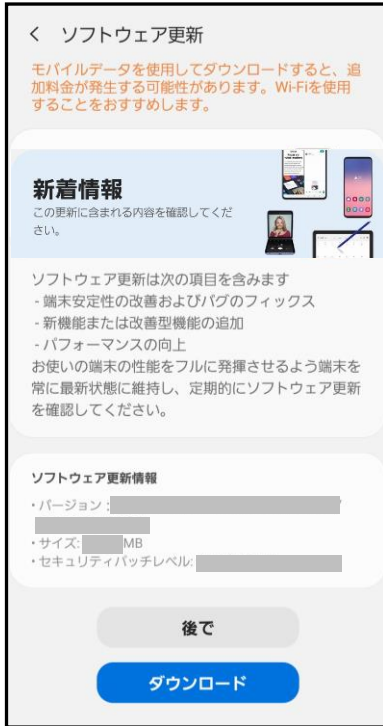 ソフトウェア更新
モバイルデータを使用してダウンロードすると、追
加料金が発生する可能性があります。Wi-Fiを使用
することをおすすめします。
新着情報
この更新に含まれる内容を確認してくだ
さい。
ソフトウェア更新は次の項目を含みます
- 端末安定性の改善およびバグのフィックス
- 新機能または改善型機能の追加
- パフォーマンスの向上
お使いの端末の性能をフルに発揮させるよう端末を
常に最新状態に維持し、定期的にソフトウェア更新
を確認してください。
ソフトウェア更新情報
・バージョン : /
・サイズ: MB
・セキュリティパッチレベル:
後で
ダウンロード